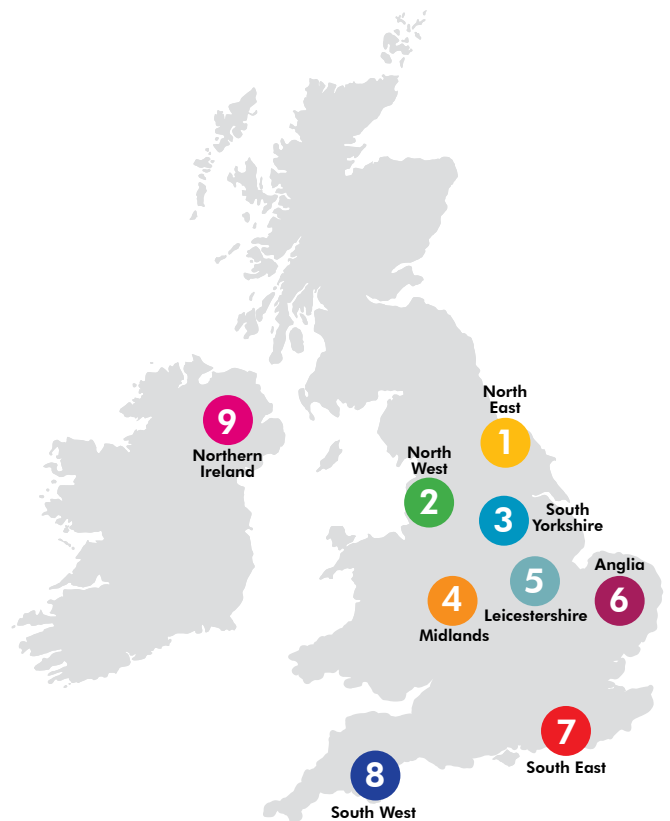 North
East
1
9
Northern
Ireland
North
West
2
3
South
Yorkshire
Anglia
5
4
6
Leicestershire
Midlands
7
South East
8
South West